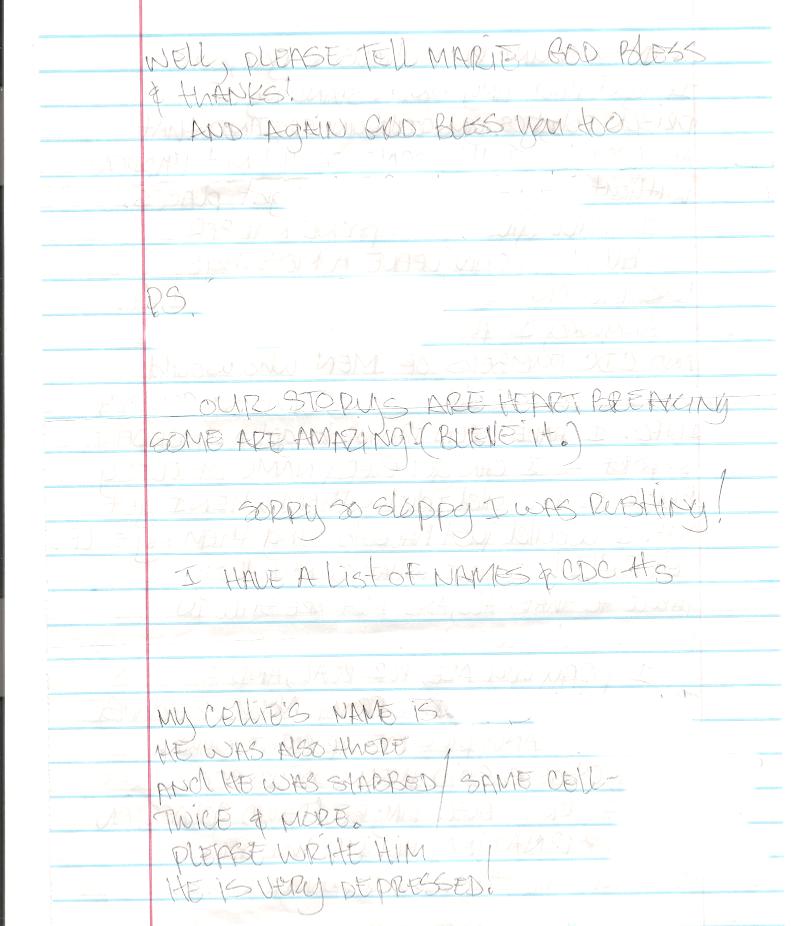 WELL, PLEASE TELL MARIE GOD BLESS
& THANKS!
AND AGAIN GOD BLESS YOU TOO
P.S.
OUR STORYS ARE HEART BREAKING
SOME ARE AMAZING! (BLIEVE IT.)
SORRY SO SLOPPY I WAS RUSHING!
I HAVE A LIST OF NAMES & CDC #S
MY CELLIE'S NAME IS
HE WAS ALSO THERE
AND HE WAS STABBED / SAME CELL-
TWICE & MORE.
PLEASE WRITE HIM
HE IS VERY DEPRESSED!